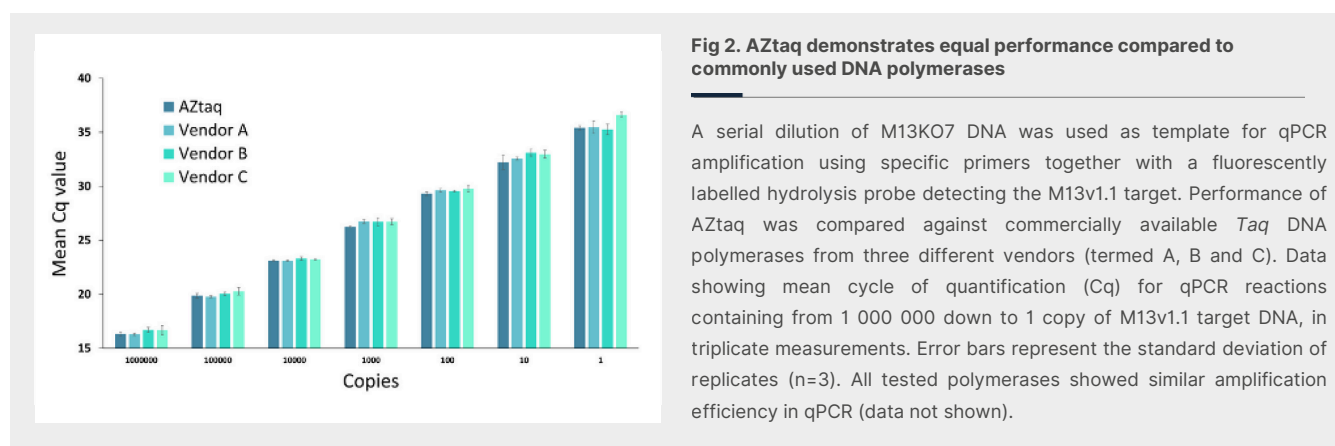 40
35
30
25
20
15
Mean Cq value
AZtaq
Vendor A
Vendor B
Vendor C
1000000 100000 10000 1000 100 10 1
Copies
Fig 2. AZtaq demonstrates equal performance compared to
commonly used DNA polymerases
A serial dilution of M13KO7 DNA was used as template for qPCR
amplification using specific primers together with a fluorescently
labelled hydrolysis probe detecting the M13v1.1 target. Performance of
AZtaq was compared against commercially available Taq DNA
polymerases from three different vendors (termed A, B and C). Data
showing mean cycle of quantification (Cq) for qPCR reactions
containing from 1 000 000 down to 1 copy of M13v1.1 target DNA, in
triplicate measurements. Error bars represent the standard deviation of
replicates (n=3). All tested polymerases showed similar amplification
efficiency in qPCR (data not shown).